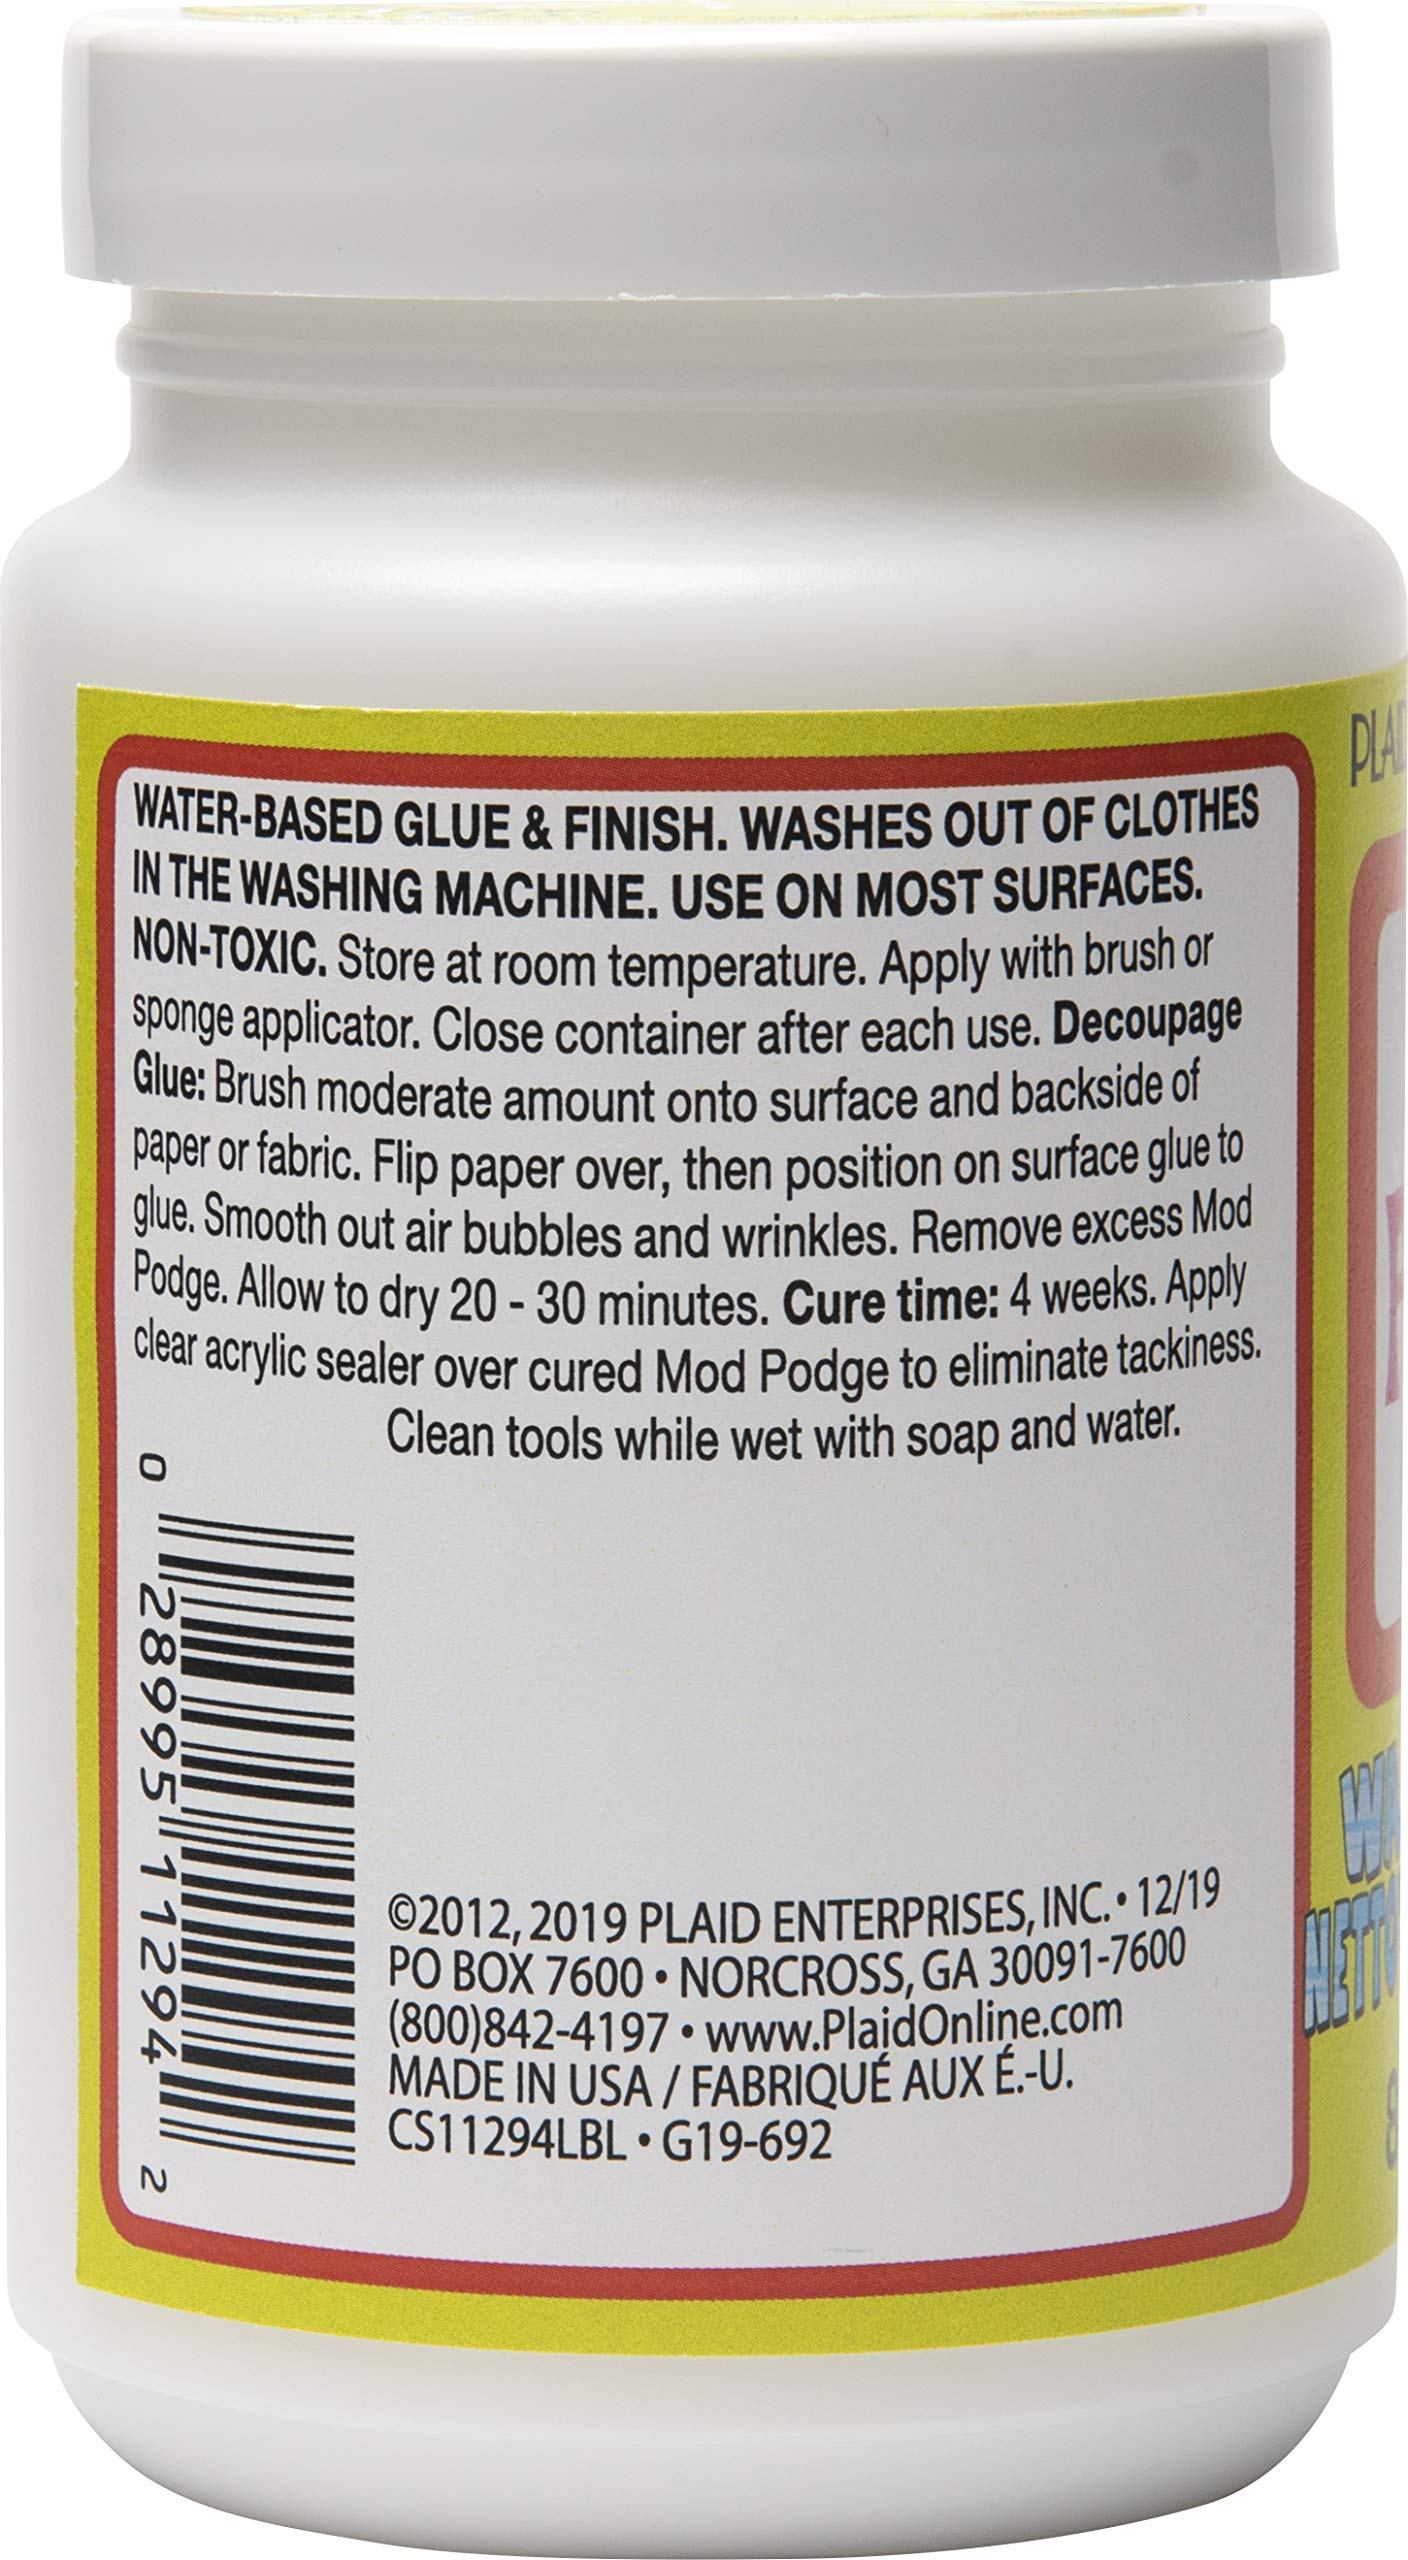 WATER-BASED GLUE & FINISH. WASHES OUT OF CLOTHES
IN THE WASHING MACHINE. USE ON MOST SURFACES.
NON-TOXIC. Store at room temperature. Apply with brush or
sponge applicator. Close container after each use. Decoupage
Glue: Brush moderate amount onto surface and backside of
paper or fabric. Flip paper over, then position on surface glue to
glue. Smooth out air bubbles and wrinkles. Remove excess Mod
Podge. Allow to dry 20 - 30 minutes. Cure time: 4 weeks. Apply
clear acrylic sealer over cured Mod Podge to eliminate tackiness.
Clean tools while wet with soap and water.
0 28995 11294 2
©2012, 2019 PLAID ENTERPRISES, INC. • 12/19
PO BOX 7600 • NORCROSS, GA 30091-7600
(800)842-4197 • www.PlaidOnline.com
MADE IN USA / FABRIQUÉ AUX É.-U.
CS11294LBL • G19-692
PLAID